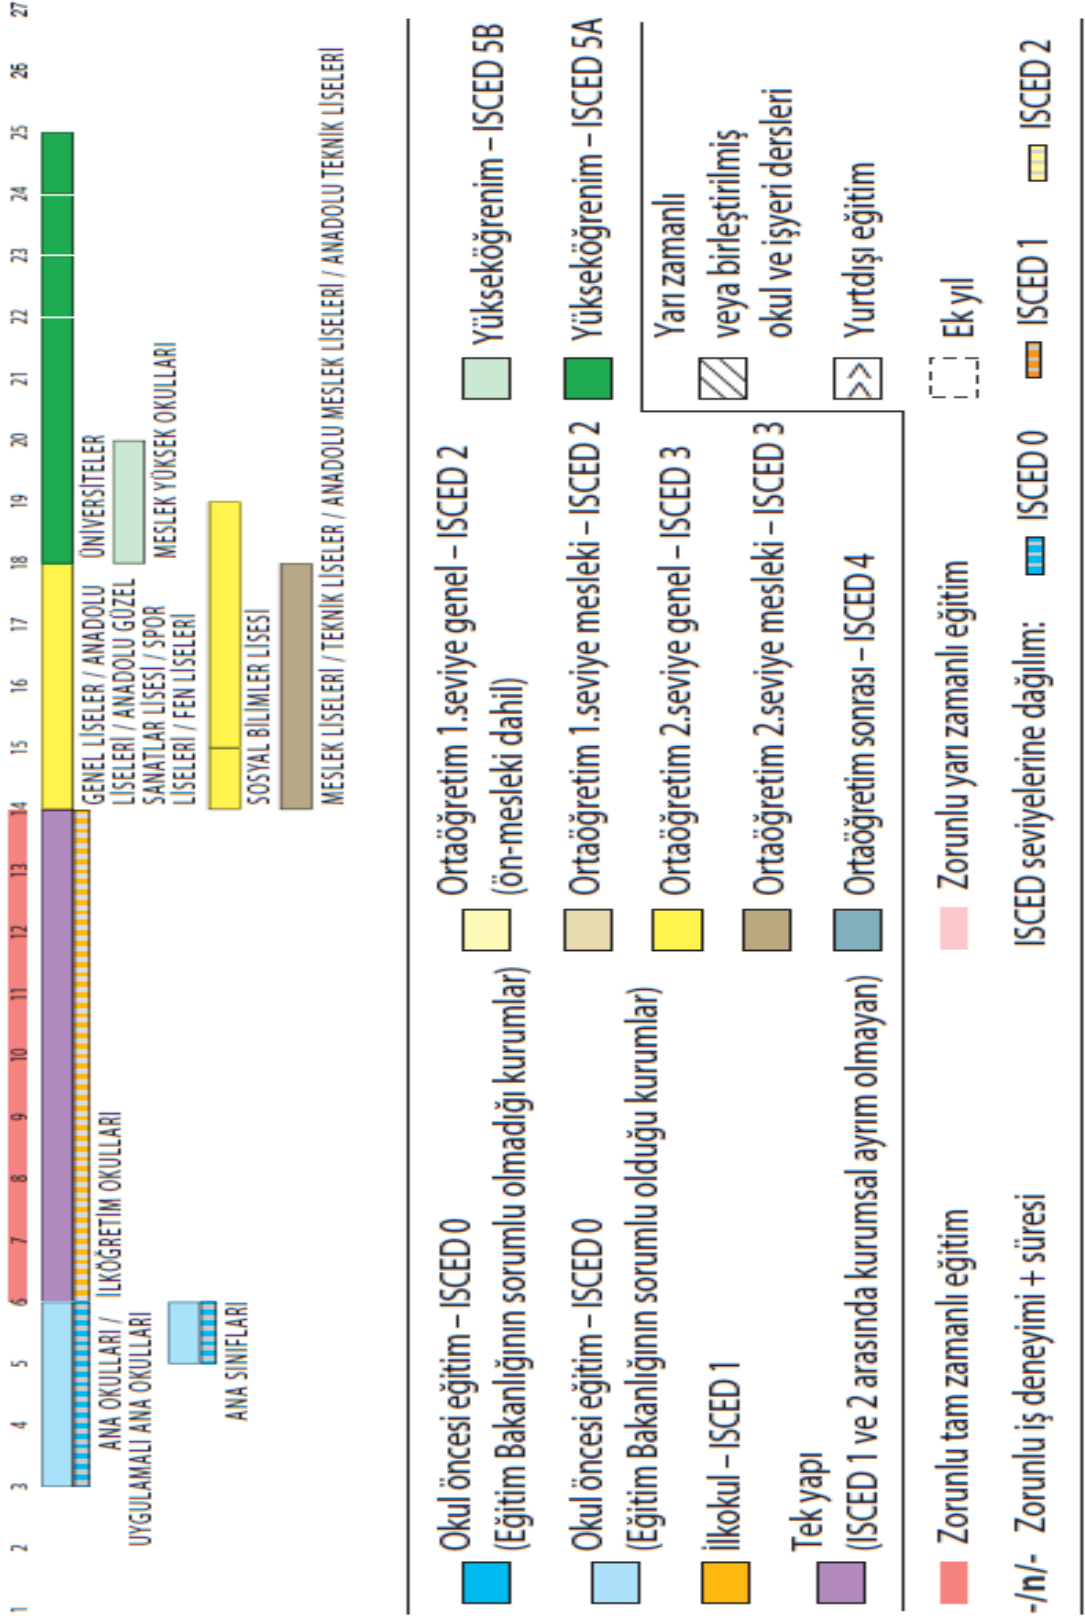 1 2 3 4 5 6 7 8 9 10 11 12 13 14 15 16 17 18 19 20 21 22 23 24 25 26 27
ANA OKULLARI /
UYGULAMALI ANA OKULLARI
ANA SINIFLARI
İLKÖĞRETİM OKULLARI
GENEL LİSELER / ANADOLU
LİSELERİ / ANADOLU GÜZEL
SANATLAR LİSESİ / SPOR
LİSELERİ / FEN LİSELERİ
SOSYAL BİLİMLER LİSESİ
MESLEK LİSELERİ / TEKNİK LİSELER / ANADOLU MESLEK LİSELERİ / ANADOLU TEKNİK LİSELERİ
ÜNİVERSİTELER
MESLEK YÜKSEK OKULLARI
Okul öncesi eğitim – ISCED 0
(Eğitim Bakanlığının sorumlu olmadığı kurumlar)
Okul öncesi eğitim – ISCED 0
(Eğitim Bakanlığının sorumlu olduğu kurumlar)
İlkokul – ISCED 1
Tek yapı
(ISCED 1 ve 2 arasında kurumsal ayrım olmayan)
Ortaöğretim 1.seviye genel – ISCED 2
(ön-mesleki dahil)
Ortaöğretim 1.seviye mesleki – ISCED 2
Ortaöğretim 2.seviye genel – ISCED 3
Ortaöğretim 2.seviye mesleki – ISCED 3
Ortaöğretim sonrası – ISCED 4
Yükseköğrenim – ISCED 5B
Yükseköğrenim – ISCED 5A
Yarı zamanlı
veya birleştirilmiş
okul ve işyeri dersleri
>> Yurtdışı eğitim
Zorunlu tam zamanlı eğitim
Zorunlu yarı zamanlı eğitim
Ek yıl
-/n/- Zorunlu iş deneyimi + süresi
ISCED seviyelerine dağılım: ISCED 0 ISCED 1 ISCED 2